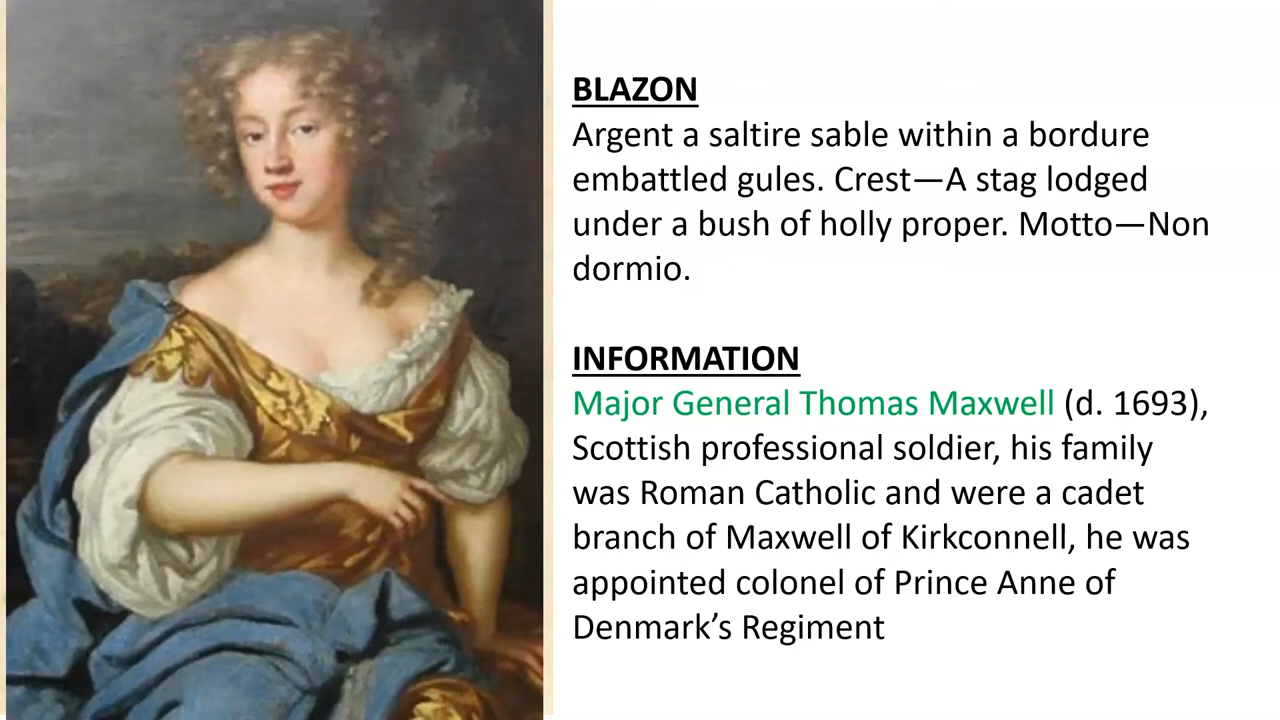 BLAZON
Argent a saltire sable within a bordure
embattled gules. Crest—A stag lodged
under a bush of holly proper. Motto—Non
dormio.
INFORMATION
Major General Thomas Maxwell (d. 1693),
Scottish professional soldier, his family
was Roman Catholic and were a cadet
branch of Maxwell of Kirkconnell, he was
appointed colonel of Prince Anne of
Denmark’s Regiment